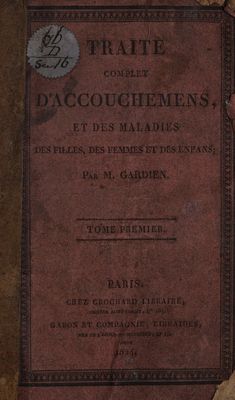 TRAITÉ
COMPLET
D'ACCOUCHEMENS,
ET DES MALADIES
DES FILLES, DES FEMMES ET DES ENFANS;
PAR M. GARDIEN.
TOME PREMIER.
PARIS.
CHEZ CROCHARD LIBRAIRE,
GABON ET COMPAGNIE, LIBRAIRES,